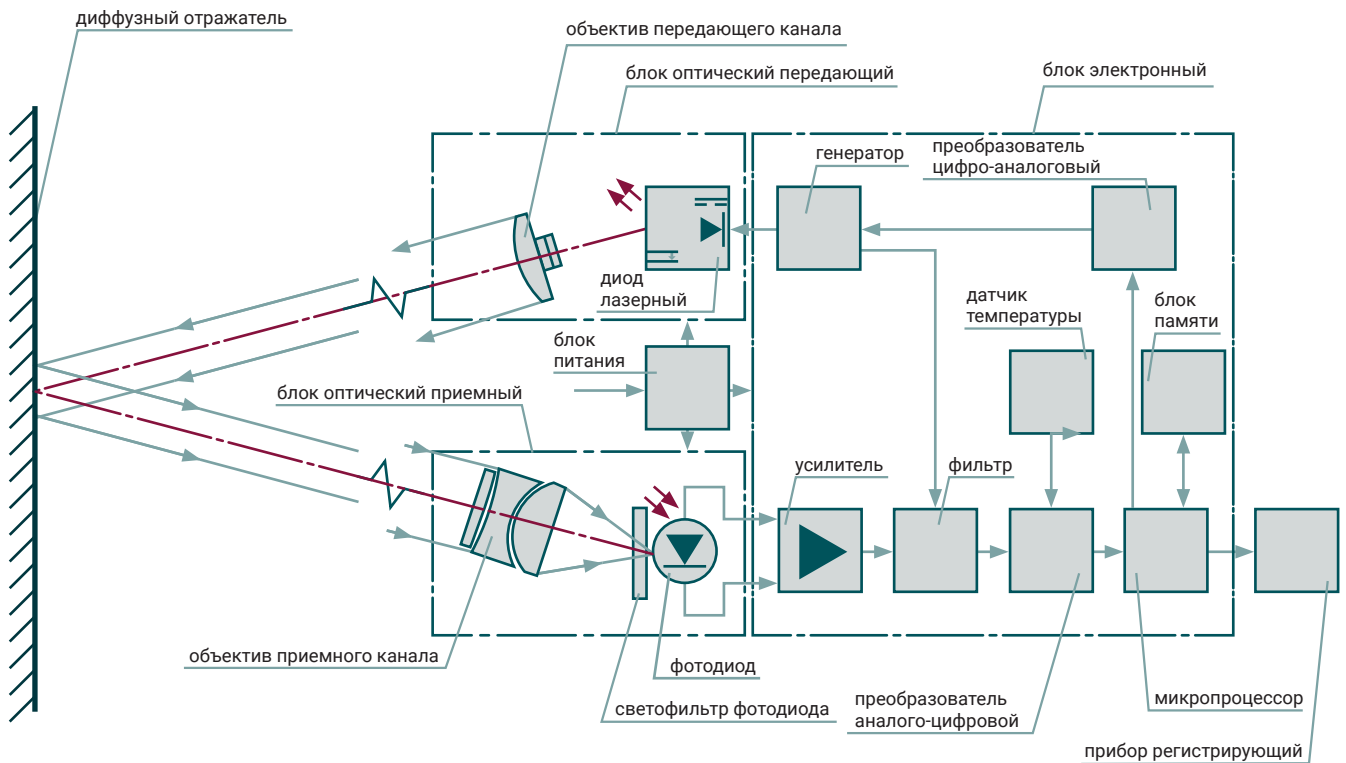 диффузный отражатель
объектив передающего канала
блок оптический передающий
блок электронный
генератор
преобразователь
цифро-аналоговый
диод
лазерный
датчик
температуры
блок
памяти
блок
питания
блок оптический приемный
усилитель
фильтр
объектив приемного канала
фотодиод
светофильтр фотодиода
преобразователь
аналого-цифровой
микропроцессор
прибор регистрирующий